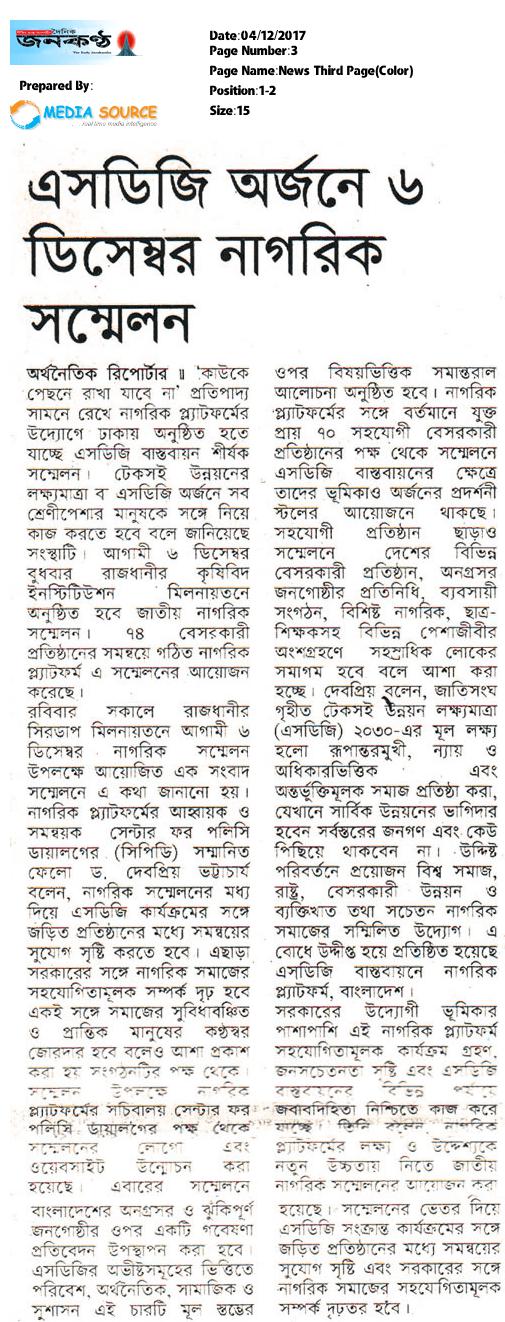 দৈনিক
জনকণ্ঠ
The Daily Janakantha
Prepared By:
MEDIA SOURCE
real time media intelligence
Date:04/12/2017
Page Number:3
Page Name:News Third Page(Color)
Position:1-2
Size:15
এসডিজি অর্জনে ৬
ডিসেম্বর নাগরিক
সম্মেলন
অর্থনৈতিক রিপোর্টার ॥ 'কাউকে
পেছনে রাখা যাবে না' প্রতিপাদ্য
সামনে রেখে নাগরিক প্ল্যাটফর্মের
উদ্যোগে ঢাকায় অনুষ্ঠিত হতে
যাচ্ছে এসডিজি বাস্তবায়ন শীর্ষক
সম্মেলন। টেকসই উন্নয়নের
লক্ষ্যমাত্রা ব এসডিজি অর্জনে সব
শ্রেণীপেশার মানুষকে সঙ্গে নিয়ে
কাজ করতে হবে বলে জানিয়েছে
সংস্থাটি। আগামী ৬ ডিসেম্বর
বুধবার রাজধানীর কৃষিবিদ
ইনস্টিটিউশন মিলনায়তনে
অনুষ্ঠিত হবে জাতীয় নাগরিক
সম্মেলন। ৭৪ বেসরকারী
প্রতিষ্ঠানের সমন্বয়ে গঠিত নাগরিক
প্ল্যাটফর্ম এ সম্মেলনের আয়োজন
করেছে।
রবিবার সকালে রাজধানীর
সিরডাপ মিলনায়তনে আগামী ৬
ডিসেম্বর নাগরিক সম্মেলন
উপলক্ষে আয়োজিত এক সংবাদ
সম্মেলনে এ কথা জানানো হয়।
নাগরিক প্ল্যাটফর্মের আহ্বায়ক ও
সমন্বয়ক সেন্টার ফর পলিসি
ডায়ালগের (সিপিডি) সম্মানিত
ফেলো ড. দেবপ্রিয় ভট্টাচার্য
বলেন, নাগরিক সম্মেলনের মধ্য
দিয়ে এসডিজি কার্যক্রমের সঙ্গে
জড়িত প্রতিষ্ঠানের মধ্যে সমন্বয়ের
সুযোগ সৃষ্টি করতে হবে। এছাড়া
সরকারের সঙ্গে নাগরিক সমাজের
সহযোগিতামূলক সম্পর্ক দৃঢ় হবে
একই সঙ্গে সমাজের সুবিধাবঞ্চিত
ও প্রান্তিক মানুষের কণ্ঠস্বর
জোরদার হবে বলেও আশা প্রকাশ
করা হয় সংগঠনটির পক্ষ থেকে।
সম্মেলন উপলক্ষে নাগরিক
প্ল্যাটফর্মের সচিবালয় সেন্টার ফর
পলিসি ডায়ালগের পক্ষ থেকে
সম্মেলনের লোগো এবং
ওয়েবসাইট উন্মোচন করা
হয়েছে। এবারের সম্মেলনে
বাংলাদেশের অনগ্রসর ও ঝুঁকিপূর্ণ
জনগোষ্ঠীর ওপর একটি গবেষণা
প্রতিবেদন উপস্থাপন করা হবে।
এসডিজির অভীষ্টসমূহের ভিত্তিতে
পরিবেশ, অর্থনৈতিক, সামাজিক ও
সুশাসন এই চারটি মূল স্তম্ভের
ওপর বিষয়ভিত্তিক সমান্তরাল
আলোচনা অনুষ্ঠিত হবে। নাগরিক
প্ল্যাটফর্মের সঙ্গে বর্তমানে যুক্ত
প্রায় ৭০ সহযোগী বেসরকারী
প্রতিষ্ঠানের পক্ষ থেকে সম্মেলনে
এসডিজি বাস্তবায়নের ক্ষেত্রে
তাদের ভূমিকাও অর্জনের প্রদর্শনী
স্টলের আয়োজনে থাকছে।
সহযোগী প্রতিষ্ঠান ছাড়াও
সম্মেলনে দেশের বিভিন্ন
বেসরকারী প্রতিষ্ঠান, অনগ্রসর
জনগোষ্ঠীর প্রতিনিধি, ব্যবসায়ী
সংগঠন, বিশিষ্ট নাগরিক, ছাত্র-
শিক্ষকসহ বিভিন্ন পেশাজীবীর
অংশগ্রহণে সহস্রাধিক লোকের
সমাগম হবে বলে আশা করা
হচ্ছে। দেবপ্রিয় বলেন, জাতিসংঘ
গৃহীত টেকসই উন্নয়ন লক্ষ্যমাত্রা
(এসডিজি) ২০৩০-এর মূল লক্ষ্য
হলো রূপান্তরমুখী, ন্যায় ও
অধিকারভিত্তিক এবং
অন্তর্ভুক্তিমূলক সমাজ প্রতিষ্ঠা করা,
যেখানে সার্বিক উন্নয়নের ভাগিদার
হবেন সর্বস্তরের জনগণ এবং কেউ
পিছিয়ে থাকবেন না। উদ্দিষ্ট
পরিবর্তনে প্রয়োজন বিশ্ব সমাজ,
রাষ্ট্র, বেসরকারী উন্নয়ন ও
ব্যক্তিখাত তথা সচেতন নাগরিক
সমাজের সম্মিলিত উদ্যোগ। এ
বোধে উদ্দীপ্ত হয়ে প্রতিষ্ঠিত হয়েছে
এসডিজি বাস্তবায়নে নাগরিক
প্ল্যাটফর্ম, বাংলাদেশ।
সরকারের উদ্যোগী ভূমিকার
পাশাপাশি এই নাগরিক প্ল্যাটফর্ম
সহযোগিতামূলক কার্যক্রম গ্রহণ,
জনসচেতনতা সৃষ্টি এবং এসডিজি
বাস্তবায়নের বিভিন্ন পর্যায়ে
জবাবদিহিতা নিশ্চিতে কাজ করে
যাচ্ছে তিনি বলেন, নাগরিক
প্ল্যাটফর্মের লক্ষ্য ও উদ্দেশ্যকে
নতুন উচ্চতায় নিতে জাতীয়
নাগরিক সম্মেলনের আয়োজন করা
হয়েছে। সম্মেলনের ভেতর দিয়ে
এসডিজি সংক্রান্ত কার্যক্রমের সঙ্গে
জড়িত প্রতিষ্ঠানের মধ্যে সমন্বয়ের
সুযোগ সৃষ্টি এবং সরকারের সঙ্গে
নাগরিক সমাজের সহযোগিতামূলক
সম্পর্ক দৃঢ়তর হবে।